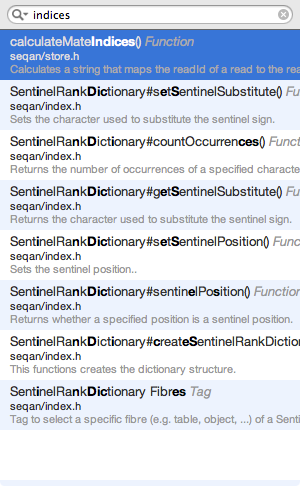 indices
calculateMateIndices() Function
seqan/store.h
Calculates a string that maps the readId of a read to the rea
SentinelRankDictionary#setSentinelSubstitute() Fu
seqan/index.h
Sets the character used to substitute the sentinel sign.
SentinelRankDictionary#countOccurrences() Funct
seqan/index.h
Returns the number of occurrences of a specified characte
SentinelRankDictionary#getSentinelSubstitute() Fu
seqan/index.h
Returns the character used to substitute the sentinel sign.
SentinelRankDictionary#setSentinelPosition() Func
seqan/index.h
Sets the sentinel position..
SentinelRankDictionary#sentinelPosition() Function
seqan/index.h
Returns whether a specified position is a sentinel position.
SentinelRankDictionary#createSentinelRankDictio
seqan/index.h
This functions creates the dictionary structure.
SentinelRankDictionary Fibres Tag
seqan/index.h
Tag to select a specific fibre (e.g. table, object, ...) of a Senti